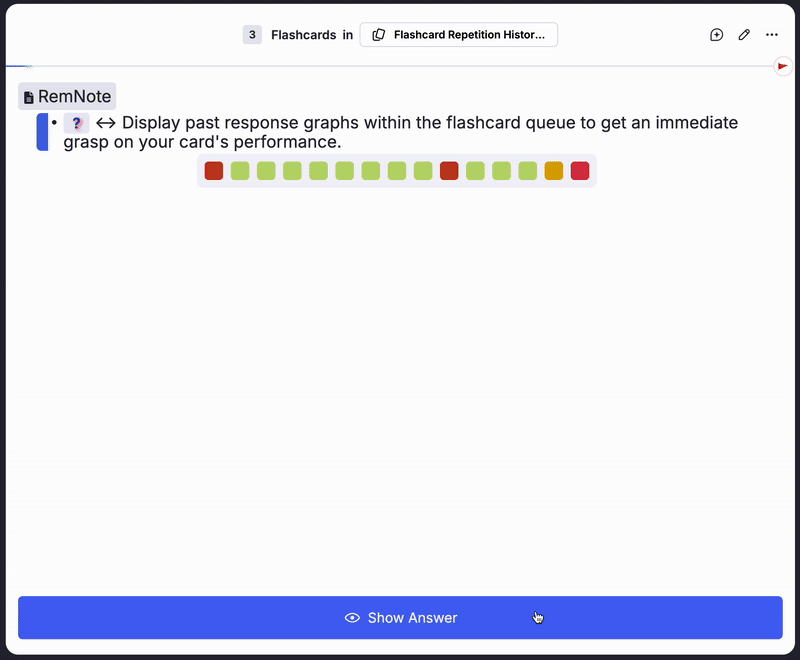 3 Flashcards in Flashcard Repetition Histor...
RemNote
• ? ↔ Display past response graphs within the flashcard queue to get an immediate
grasp on your card's performance.
Show Answer